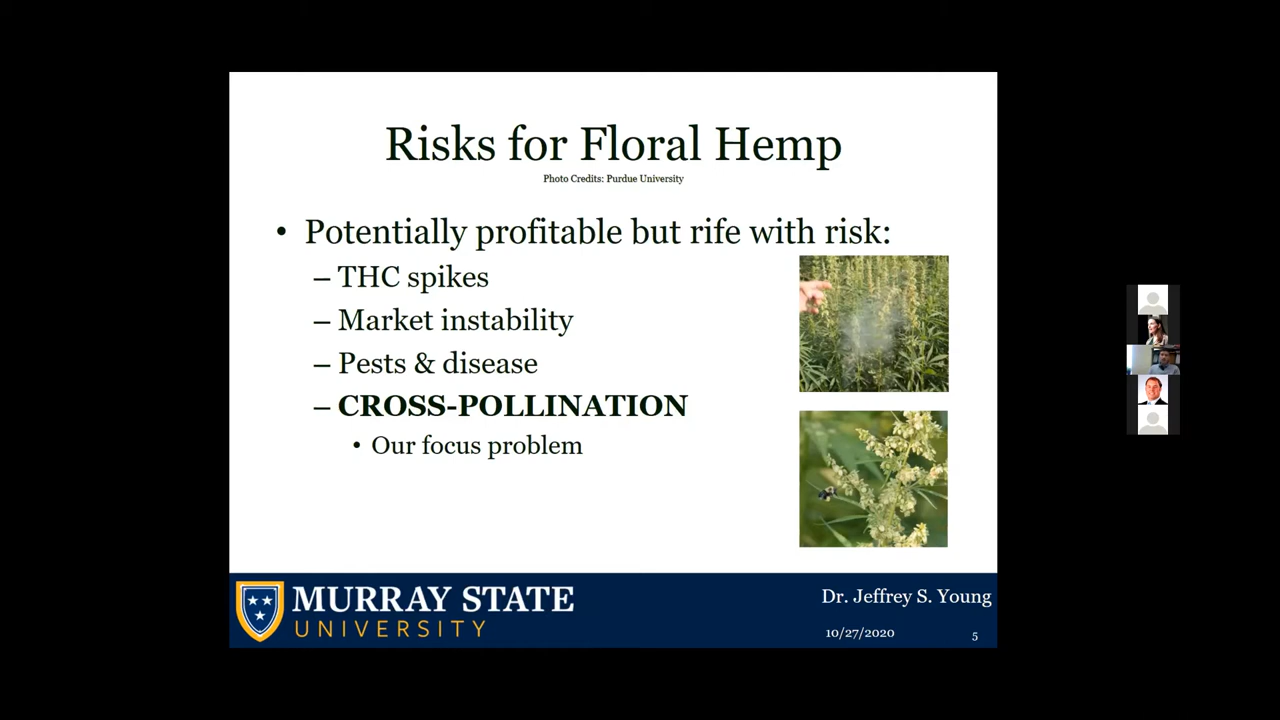 Risks for Floral Hemp
Photo Credits: Purdue University
• Potentially profitable but rife with risk:
– THC spikes
– Market instability
– Pests & disease
– CROSS-POLLINATION
• Our focus problem
MURRAY STATE
UNIVERSITY
Dr. Jeffrey S. Young
10/27/2020
5